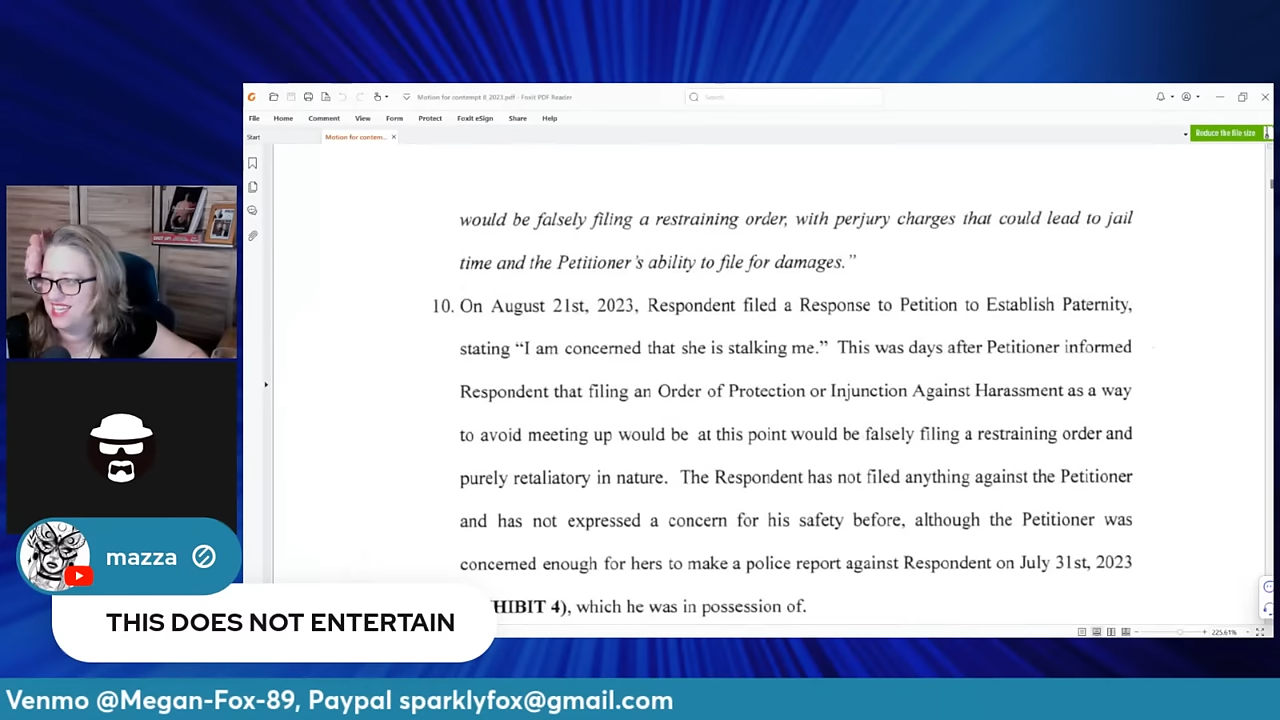 Motion for contempt 8_2023.pdf - Foxit PDF Reader
Search
File Home Comment View Form Protect Foxit eSign Share Help
Start
Motion for contem...
Reduce the file size
would be falsely filing a restraining order, with perjury charges that could lead to jail
time and the Petitioner's ability to file for damages."
10. On August 21st, 2023, Respondent filed a Response to Petition to Establish Paternity,
stating "I am concerned that she is stalking me." This was days after Petitioner informed
Respondent that filing an Order of Protection or Injunction Against Harassment as a way
to avoid meeting up would be at this point would be falsely filing a restraining order and
purely retaliatory in nature. The Respondent has not filed anything against the Petitioner
and has not expressed a concern for his safety before, although the Petitioner was
concerned enough for hers to make a police report against Respondent on July 31st, 2023
HIBIT 4), which he was in possession of.
225.61%
mazza
THIS DOES NOT ENTERTAIN
Venmo @Megan-Fox-89, Paypal sparklyfox@gmail.com